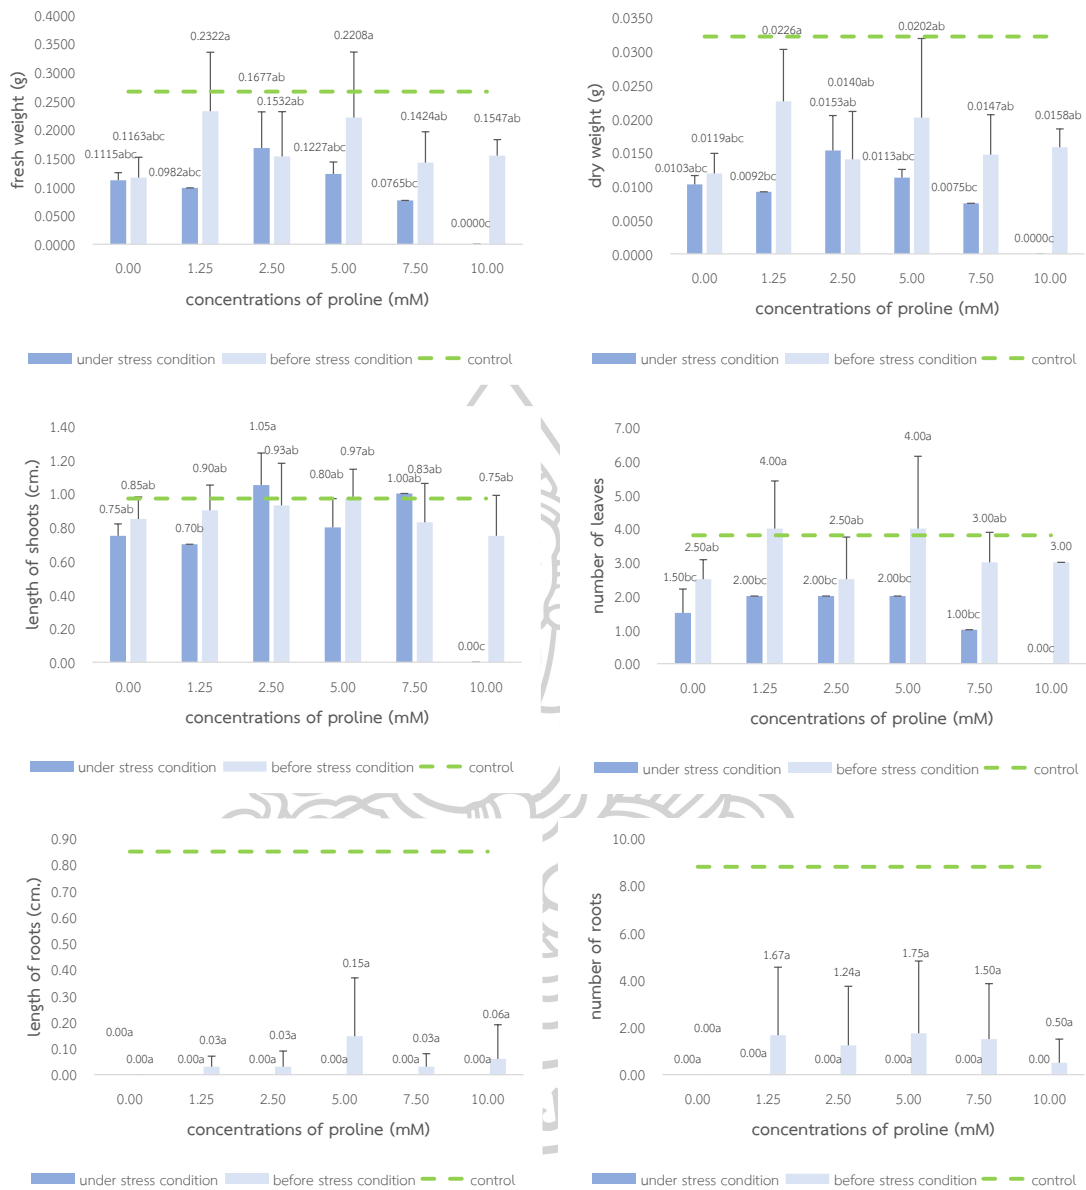 0.4000
0.3500
0.3000
0.2500
0.2000
0.1500
0.1000
0.0500
0.0000
fresh weight (g)
0.1115abc
0.1163abc
0.0982bc
0.2322a
0.1677ab
0.1532ab
0.1227abc
0.2208a
0.0765bc
0.1424ab
0.0000c
0.1547ab
0.00 1.25 2.50 5.00 7.50 10.00
concentrations of proline (mM)
under stress condition before stress condition control
0.0350
0.0300
0.0250
0.0200
0.0150
0.0100
0.0050
0.0000
dry weight (g)
0.0103abc
0.0119abc
0.0092bc
0.0226a
0.0153ab
0.0140ab
0.0113abc
0.0202ab
0.0075bc
0.0147ab
0.0000c
0.0158ab
0.00 1.25 2.50 5.00 7.50 10.00
concentrations of proline (mM)
under stress condition before stress condition control
1.40
1.20
1.00
0.80
0.60
0.40
0.20
0.00
length of shoots (cm.)
0.75ab
0.85ab
0.70b
0.90ab
1.05a
0.93ab
0.80ab
0.97ab
1.00ab
0.83ab
0.00c
0.75ab
0.00 1.25 2.50 5.00 7.50 10.00
concentrations of proline (mM)
under stress condition before stress condition control
7.00
6.00
5.00
4.00
3.00
2.00
1.00
0.00
number of leaves
1.50bc
2.50ab
2.00bc
4.00a
2.00bc
2.50ab
2.00bc
4.00a
1.00bc
3.00ab
0.00c
3.00
0.00 1.25 2.50 5.00 7.50 10.00
concentrations of proline (mM)
under stress condition before stress condition control
0.90
0.80
0.70
0.60
0.50
0.40
0.30
0.20
0.10
0.00
length of roots (cm.)
0.00a
0.00a
0.00a
0.03a
0.00a
0.03a
0.00a
0.15a
0.00a
0.03a
0.00a
0.06a
0.00 1.25 2.50 5.00 7.50 10.00
concentrations of proline (mM)
under stress condition before stress condition control
10.00
8.00
6.00
4.00
2.00
0.00
number of roots
0.00a
0.00a
0.00a
1.67a
0.00a
1.24a
0.00a
1.75a
0.00a
1.50a
0.00
0.50a
0.00 1.25 2.50 5.00 7.50 10.00
concentrations of proline (mM)
under stress condition before stress condition control